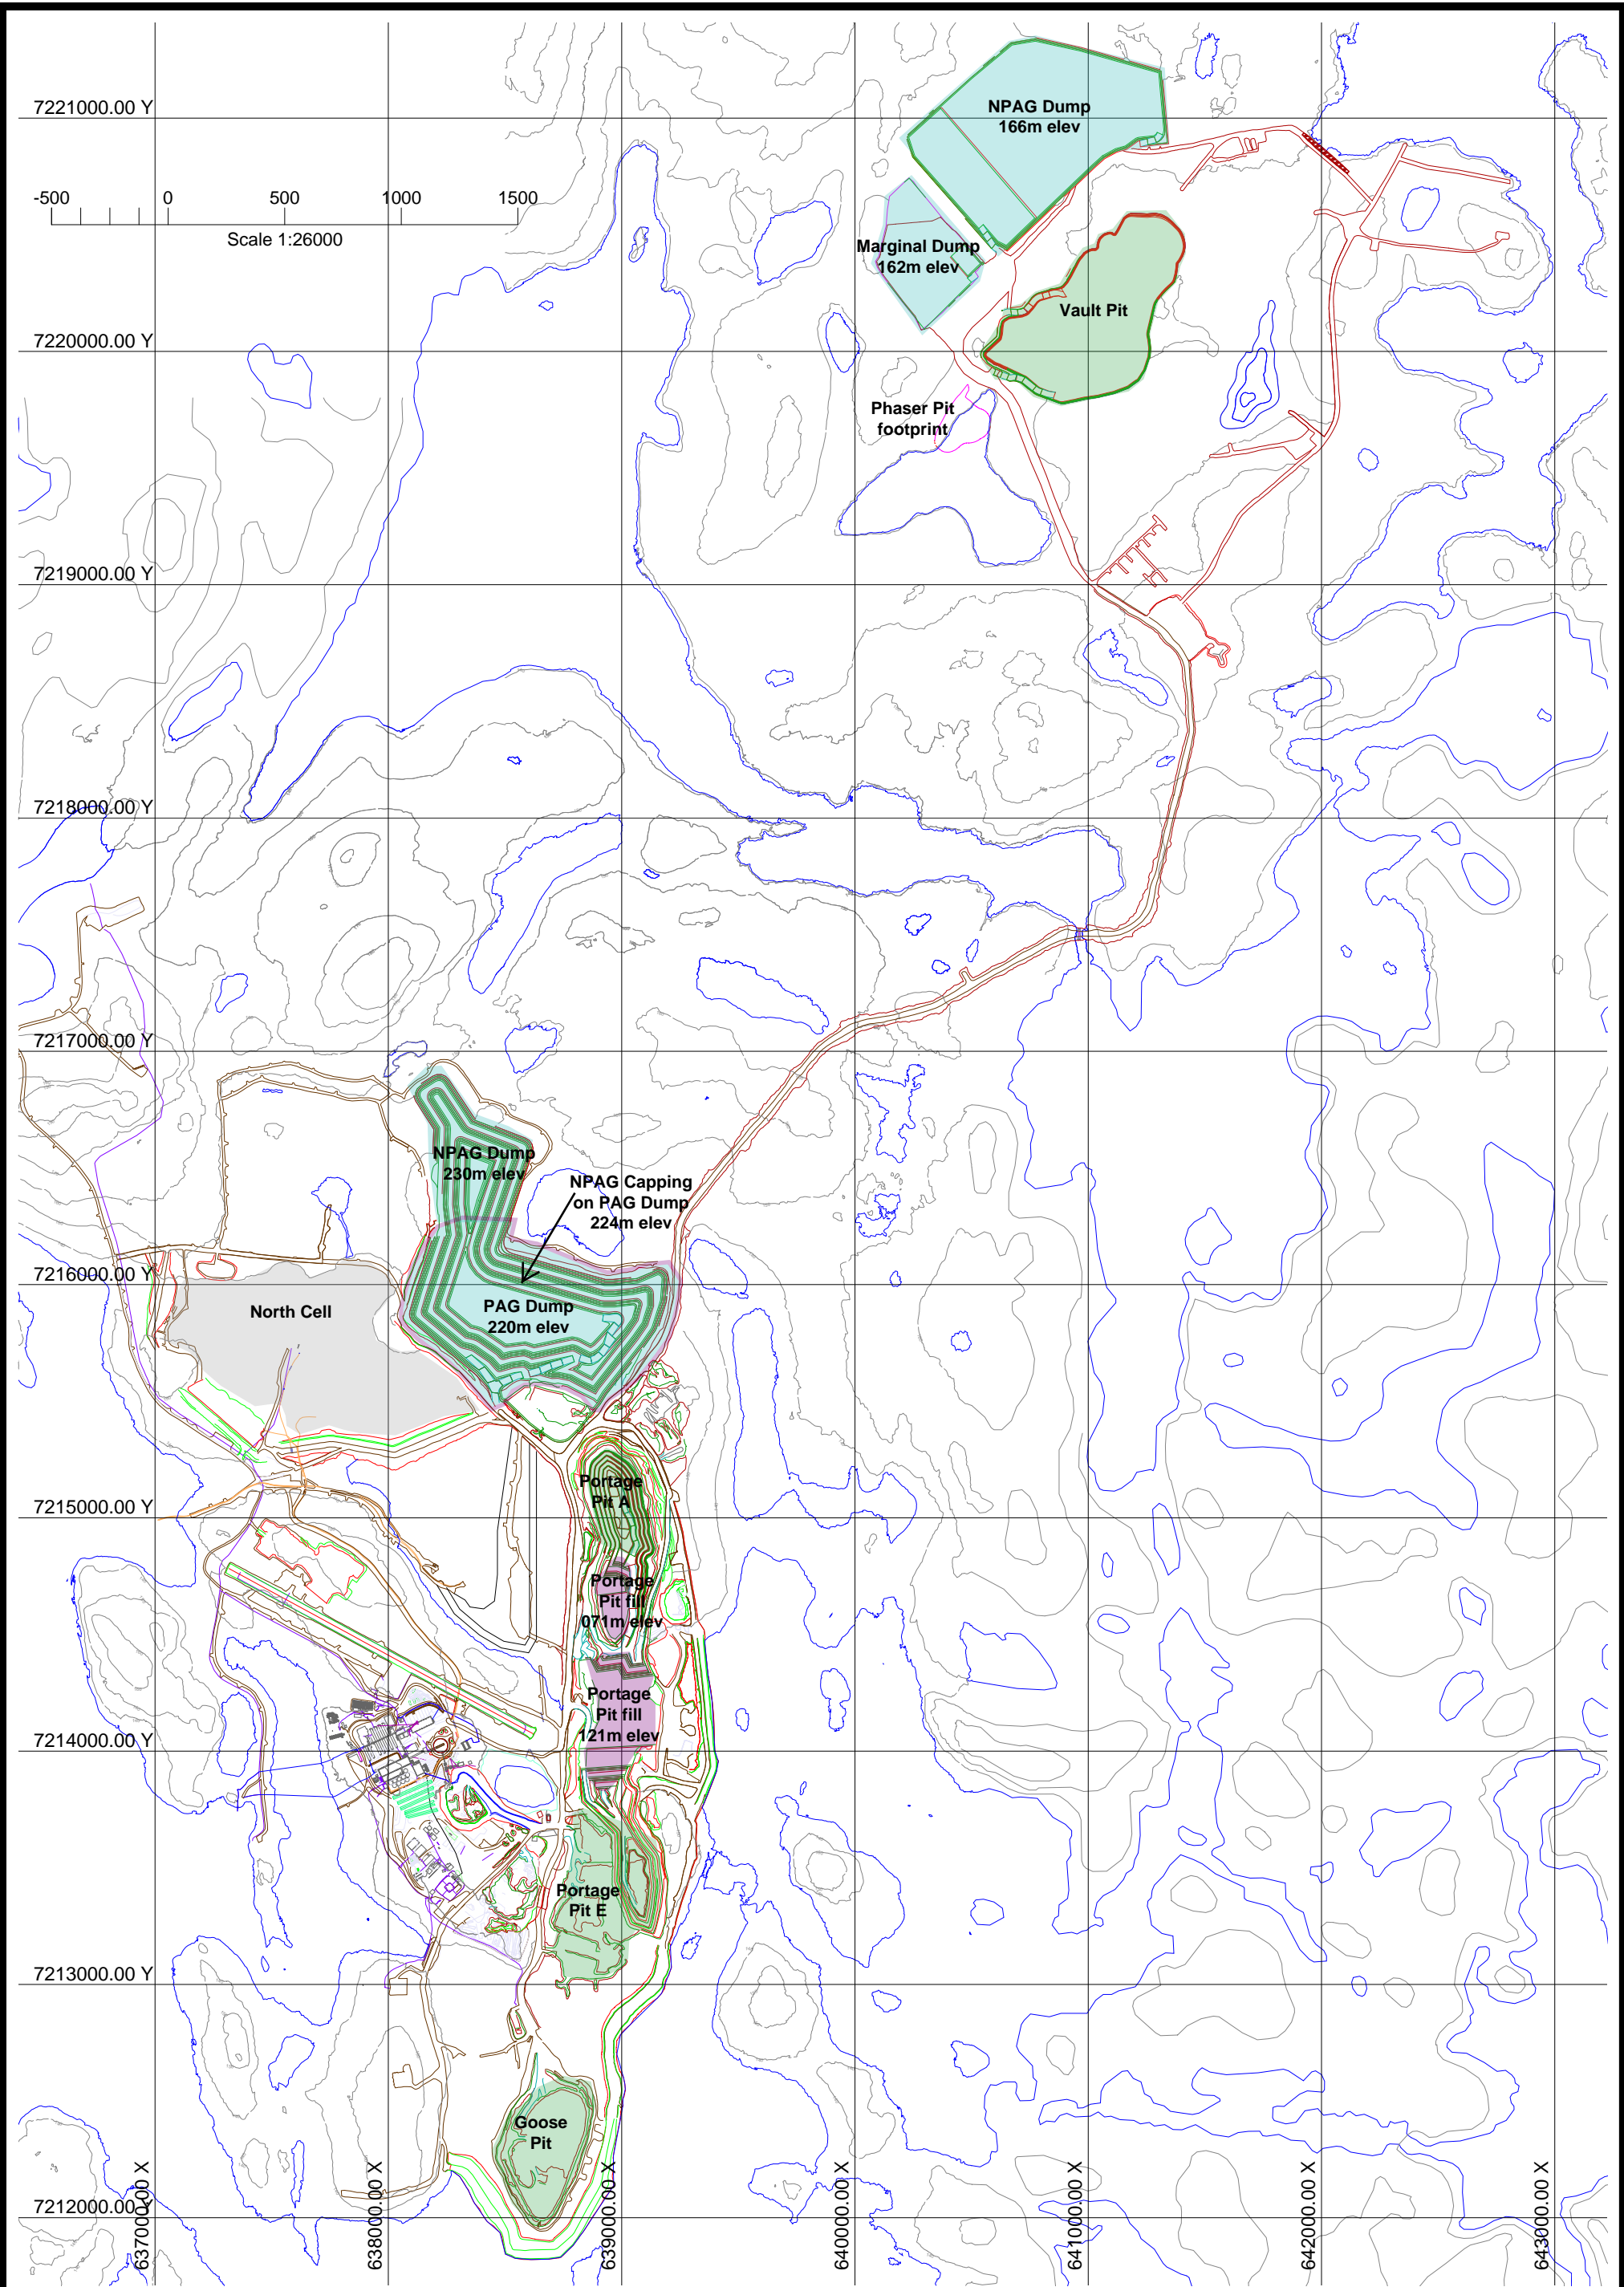 NPAG Dump
166m elev
7221000.00 Y
-500 0 500 1000 1500
Scale 1:26000
Marginal Dump
162m elev
Vault Pit
7220000.00 Y
Phaser Pit
footprint
7219000.00 Y
7218000.00 Y
7217000.00 Y
NPAG Dump
230m elev
NPAG Capping
on PAG Dump
224m elev
7216000.00 Y
North Cell
PAG Dump
220m elev
Portage
Pit A
7215000.00 Y
Portage
Pit fill
071m elev
Portage
Pit fill
121m elev
7214000.00 Y
Portage
Pit E
7213000.00 Y
Goose
Pit
7212000.00 Y
637000.00 X
638000.00 X
639000.00 X
640000.00 X
641000.00 X
642000.00 X
643000.00 X